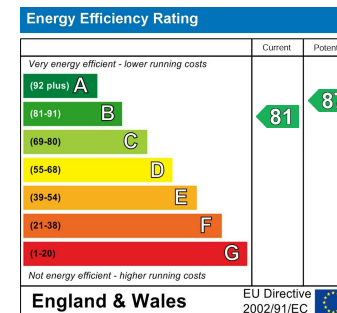 Energy Efficiency Rating
Current
Very energy efficient - lower running costs
(92 plus) A
(81-91) B
81
(69-80) C
(55-68) D
(39-54) E
(21-38) F
(1-20) G
Not energy efficient - higher running costs
England & Wales
EU Directive
2002/91/EC